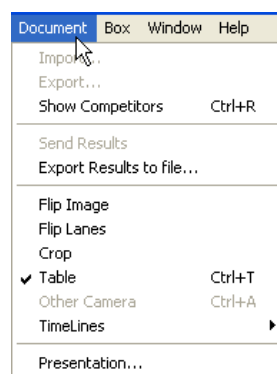 Document Box Window Help
Import...
Export...
Show Competitors Ctrl+R
Send Results
Export Results to file...
Flip Image
Flip Lanes
Crop
Table Ctrl+T
Other Camera Ctrl+A
TimeLines
Presentation...